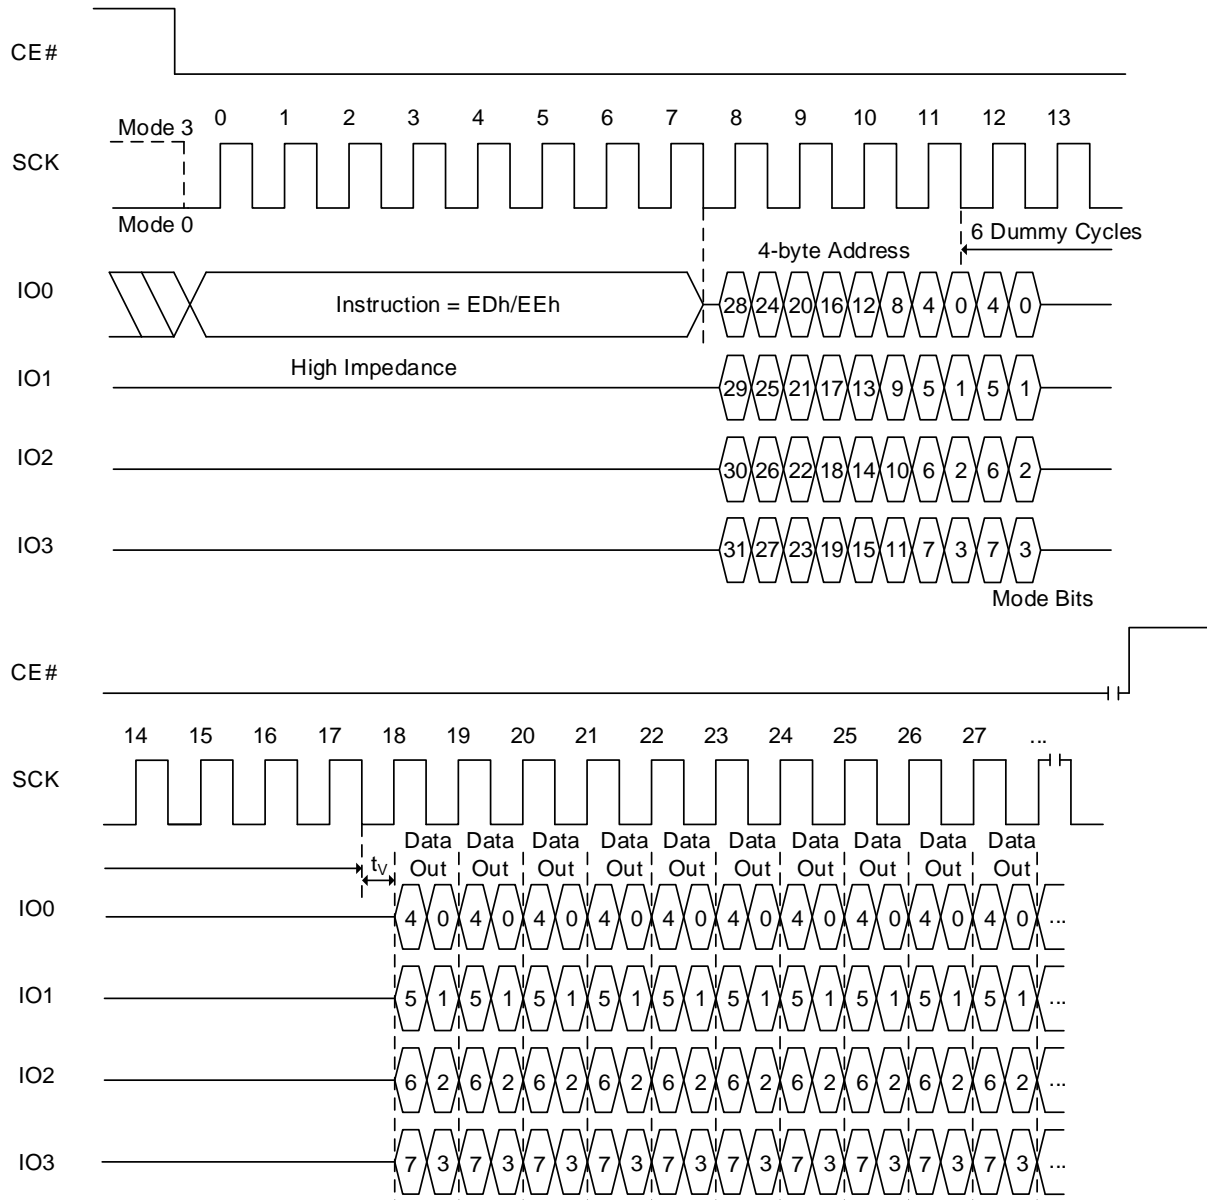 CE#
Mode 3 0 1 2 3 4 5 6 7 8 9 10 11 12 13
SCK
Mode 0
6 Dummy Cycles
4-byte Address
IO0 Instruction = EDh/EEh 28 24 20 16 12 8 4 0 4 0
High Impedance
IO1 29 25 21 17 13 9 5 1 5 1
IO2 30 26 22 18 14 10 6 2 6 2
IO3 31 27 23 19 15 11 7 3 7 3
Mode Bits
CE#
14 15 16 17 18 19 20 21 22 23 24 25 26 27 ...
SCK
Data Data Data Data Data Data Data Data Data Data
tV Out Out Out Out Out Out Out Out Out Out
IO0 4 0 4 0 4 0 4 0 4 0 4 0 4 0 4 0 4 0 4 0 ...
IO1 5 1 5 1 5 1 5 1 5 1 5 1 5 1 5 1 5 1 5 1 ...
IO2 6 2 6 2 6 2 6 2 6 2 6 2 6 2 6 2 6 2 6 2 ...
IO3 7 3 7 3 7 3 7 3 7 3 7 3 7 3 7 3 7 3 7 3 ...